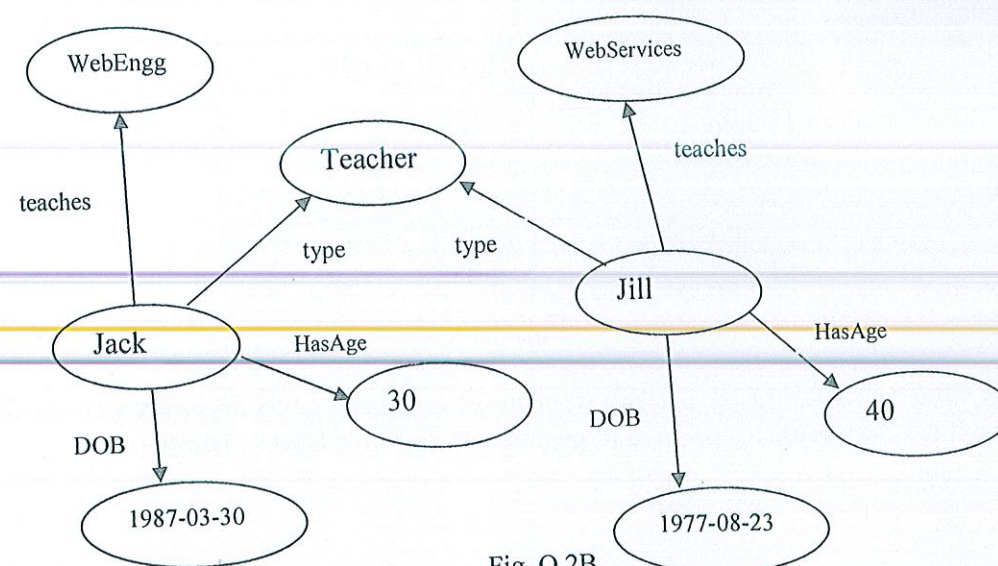 WebEngg
WebServices
Teacher
teaches
teaches
type
type
Jack
Jill
HasAge
HasAge
30
40
DOB
DOB
1987-03-30
1977-08-23
Fig. Q.2B